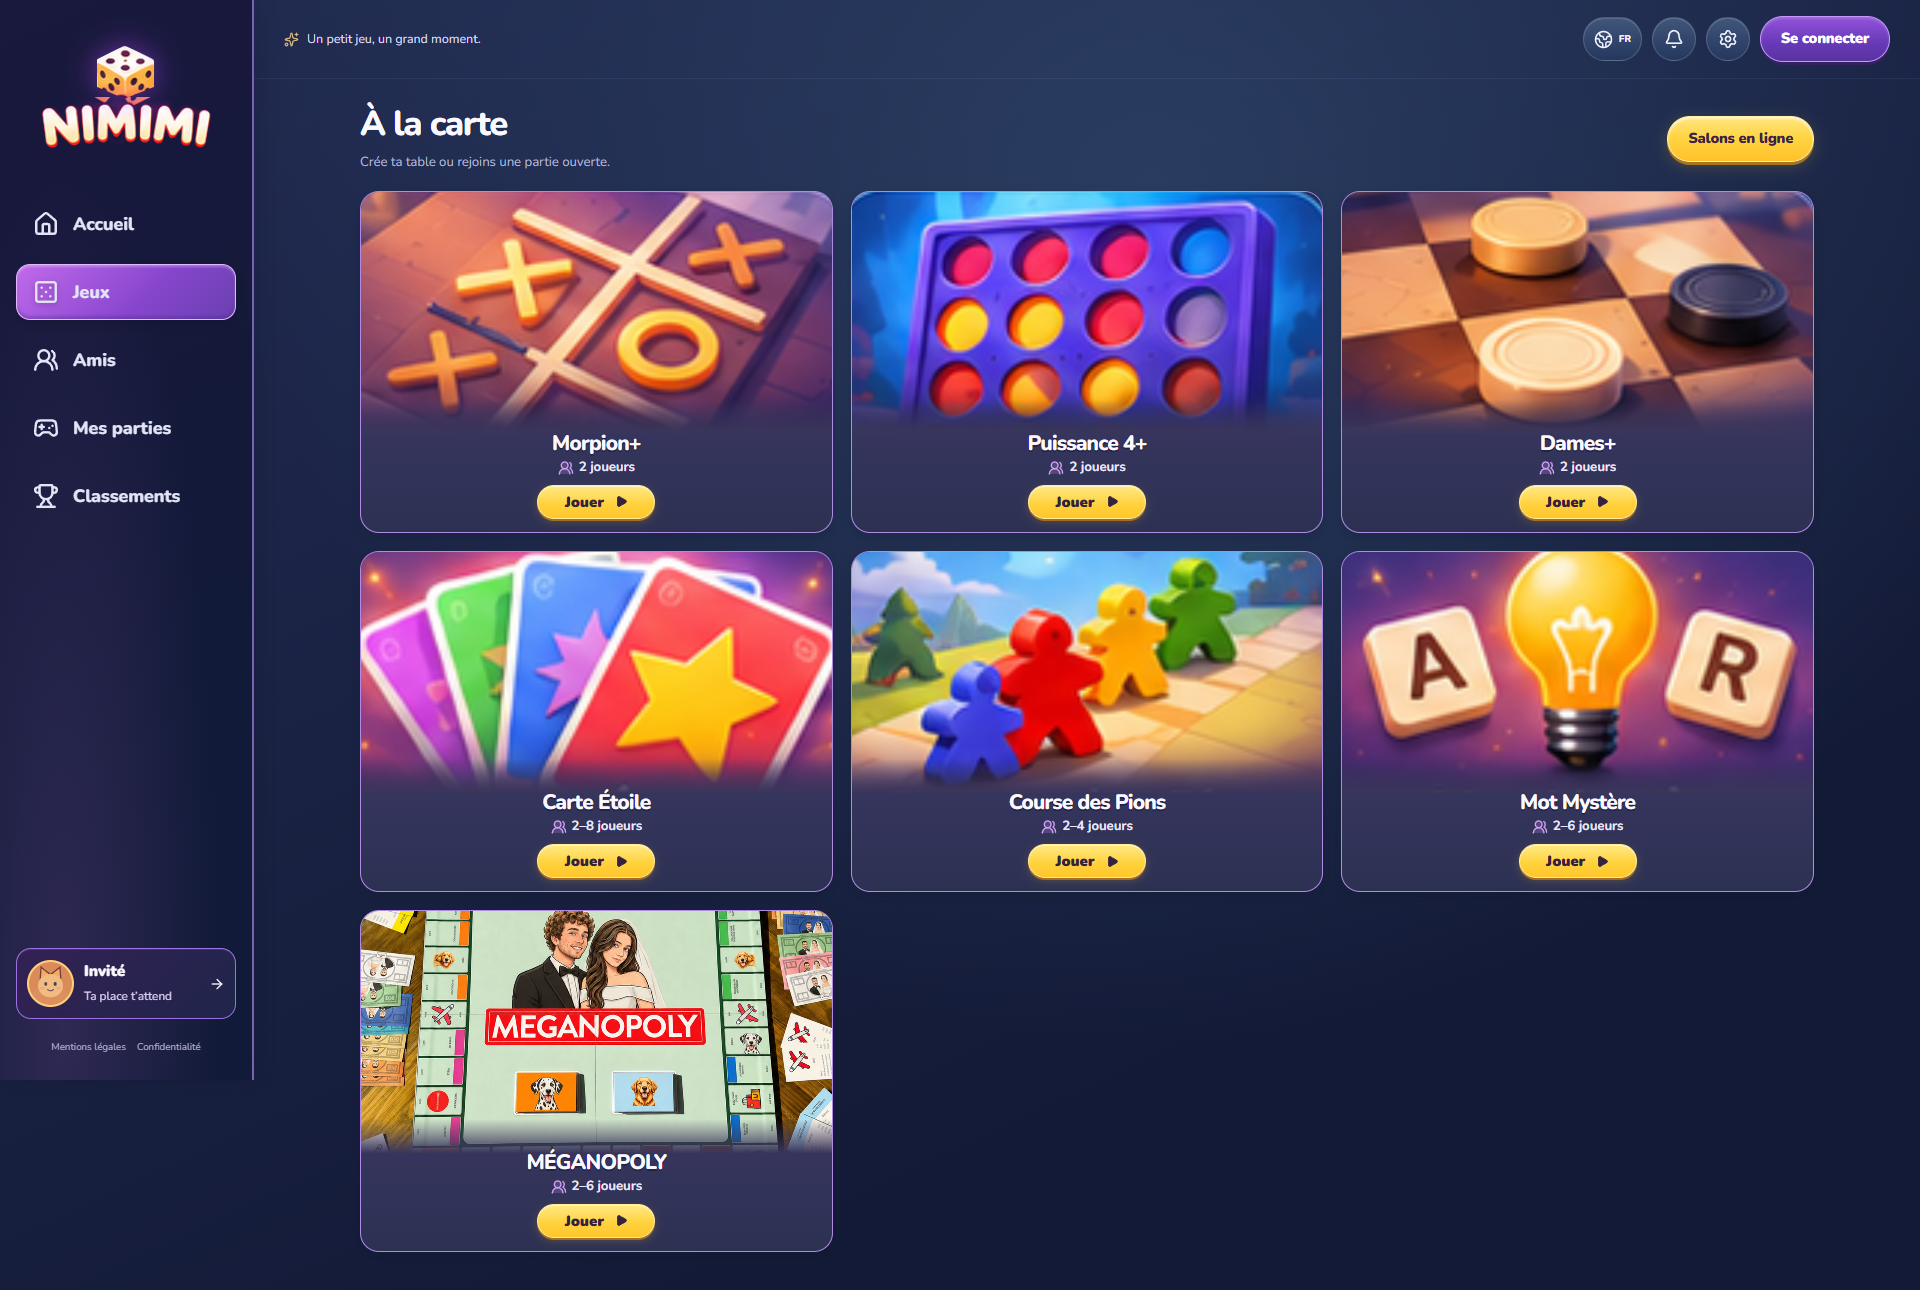 NIMIMI
Accueil
Jeux
Amis
Mes parties
Classements
Invité
Ta place t'attend
Mentions légales Confidentialité
Un petit jeu, un grand moment.
FR
Se connecter
À la carte
Crée ta table ou rejoins une partie ouverte.
Salons en ligne
Morpion+
2 joueurs
Jouer
Puissance 4+
2 joueurs
Jouer
Dames+
2 joueurs
Jouer
Carte Étoile
2–8 joueurs
Jouer
Course des Pions
2–4 joueurs
Jouer
A R
Mot Mystère
2–6 joueurs
Jouer
MEGANOPOLY
MÉGANOPOLY
2–6 joueurs
Jouer